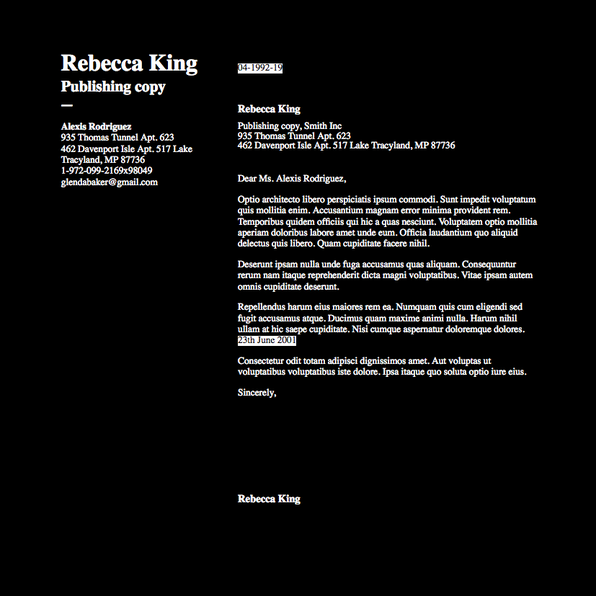 Rebecca King
Publishing copy
Alexis Rodriguez
935 Thomas Tunnel Apt. 623
462 Davenport Isle Apt. 517 Lake
Tracyland, MP 87736
1-972-099-2169x98049
glendabaker@gmail.com
04-1992-19
Rebecca King
Publishing copy, Smith Inc
935 Thomas Tunnel Apt. 623
462 Davenport Isle Apt. 517 Lake Tracyland, MP 87736
Dear Ms. Alexis Rodriguez,
Optio architecto libero perspiciatis ipsum commodi. Sunt impedit voluptatum
quis mollitia enim. Accusantium magnam error minima provident rem.
Temporibus quidem officiis qui hic a quas nesciunt. Voluptatem optio mollitia
aperiam doloribus labore amet unde eum. Officia laudantium quo aliquid
delectus quis libero. Quam cupiditate facere nihil.
Deserunt ipsam nulla unde fuga accusamus quas aliquam. Consequuntur
rerum nam itaque reprehenderit dicta magni voluptatibus. Vitae ipsam autem
omnis cupiditate deserunt.
Repellendus harum eius maiores rem ea. Numquam quis cum eligendi sed
fugit accusamus atque. Ducimus quam maxime animi nulla. Harum nihil
ullam at hic saepe cupiditate. Nisi cumque aspernatur doloremque dolores.
23th June 2001
Consectetur odit totam adipisci dignissimos amet. Aut voluptas ut
voluptatibus voluptatibus iste dolore. Ipsa itaque quo soluta optio iure eius.
Sincerely,
Rebecca King